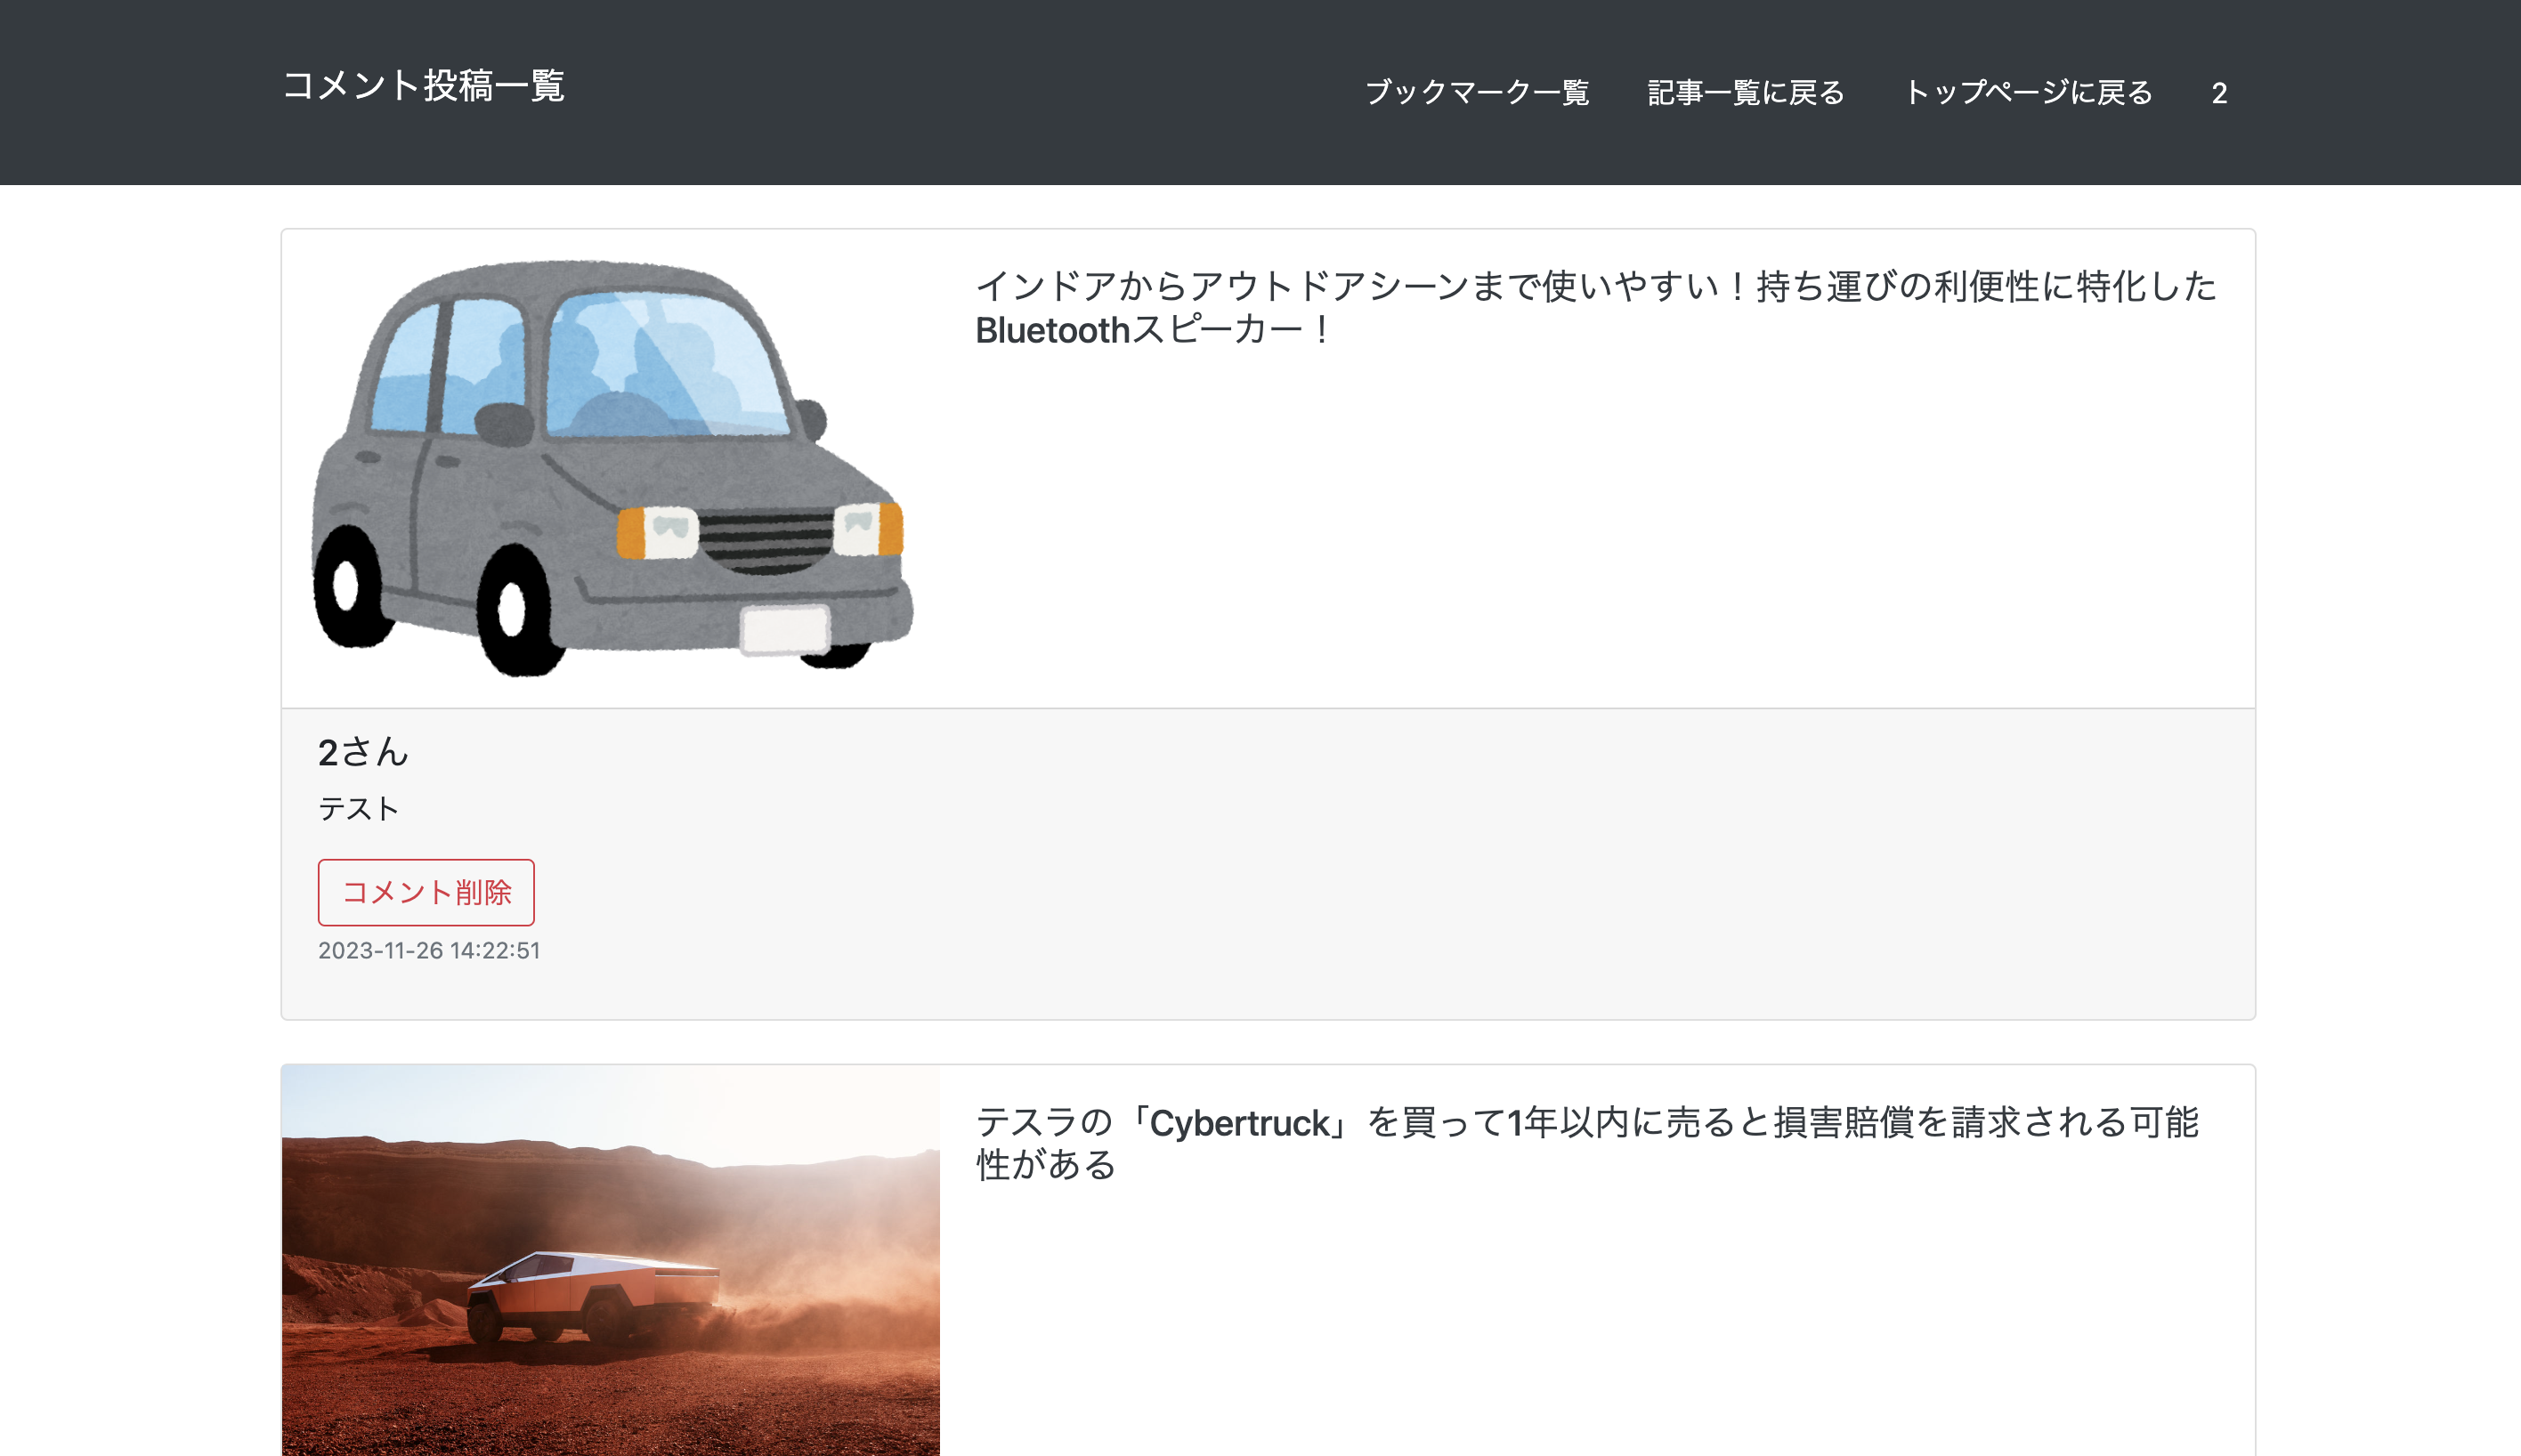 コメント投稿一覧
ブックマーク一覧 記事一覧に戻る トップページに戻る 2
インドアからアウトドアシーンまで使いやすい！持ち運びの利便性に特化した
Bluetoothスピーカー！
2さん
テスト
コメント削除
2023-11-26 14:22:51
テスラの「Cybertruck」を買って1年以内に売ると損害賠償を請求される可能
性がある